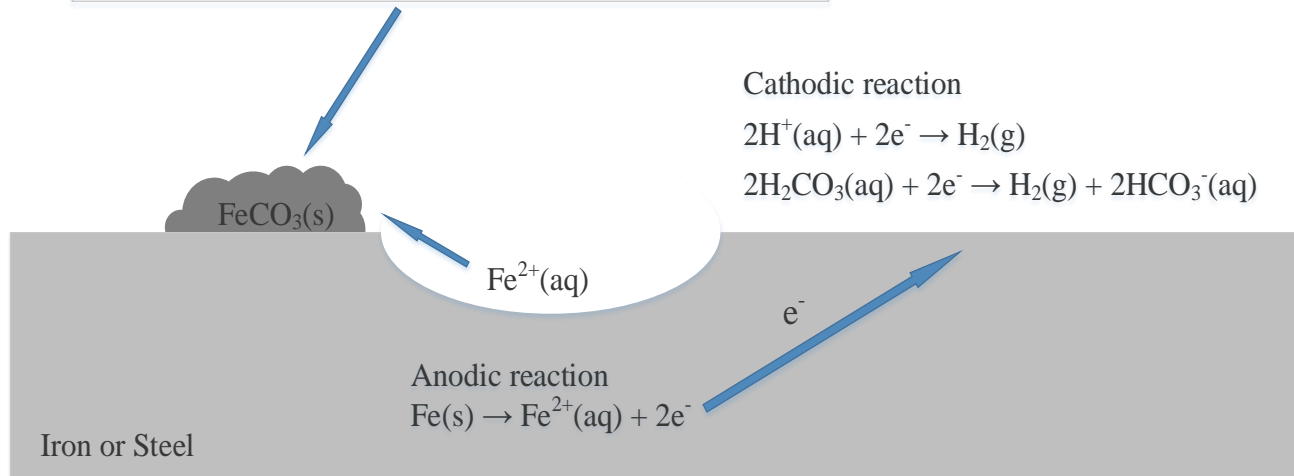 Cathodic reaction
2H⁺(aq) + 2e⁻ → H₂(g)
2H₂CO₃(aq) + 2e⁻ → H₂(g) + 2HCO₃⁻(aq)
FeCO₃(s)
Fe²⁺(aq)
e⁻
Anodic reaction
Fe(s) → Fe²⁺(aq) + 2e⁻
Iron or Steel